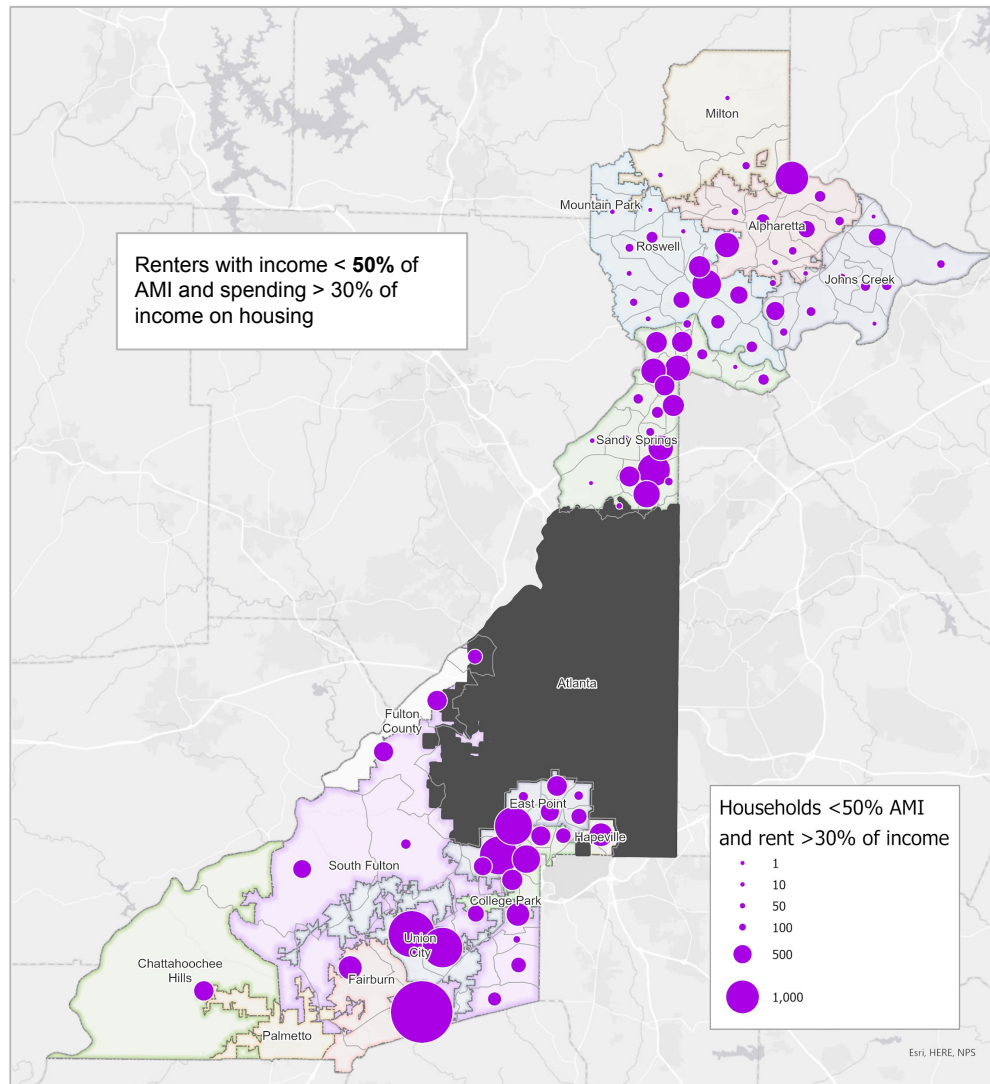 Milton
Mountain Park
Alpharetta
Roswell
Johns Creek
Renters with income < 50% of
AMI and spending > 30% of
income on housing
Sandy Springs
Atlanta
Fulton
County
East Point
Hapeville
South Fulton
College Park
Union
City
Chattahoochee
Hills
Fairburn
Palmetto
Households <50% AMI
and rent >30% of income
1
10
50
100
500
1,000
Esri, HERE, NPS